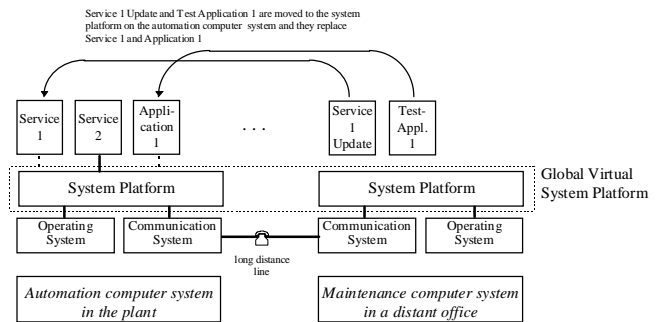 Service 1 Update and Test Application 1 are moved to the system
platform on the automation computer system and they replace
Service 1 and Application 1
Service
1
Service
2
Appli-
cation
1
. . .
Service
1
Update
Test-
Appl.
1
Global Virtual
System Platform
System Platform
System Platform
Operating
System
Communication
System
Communication
System
Operating
System
long distance
line
Automation computer system
in the plant
Maintenance computer system
in a distant office